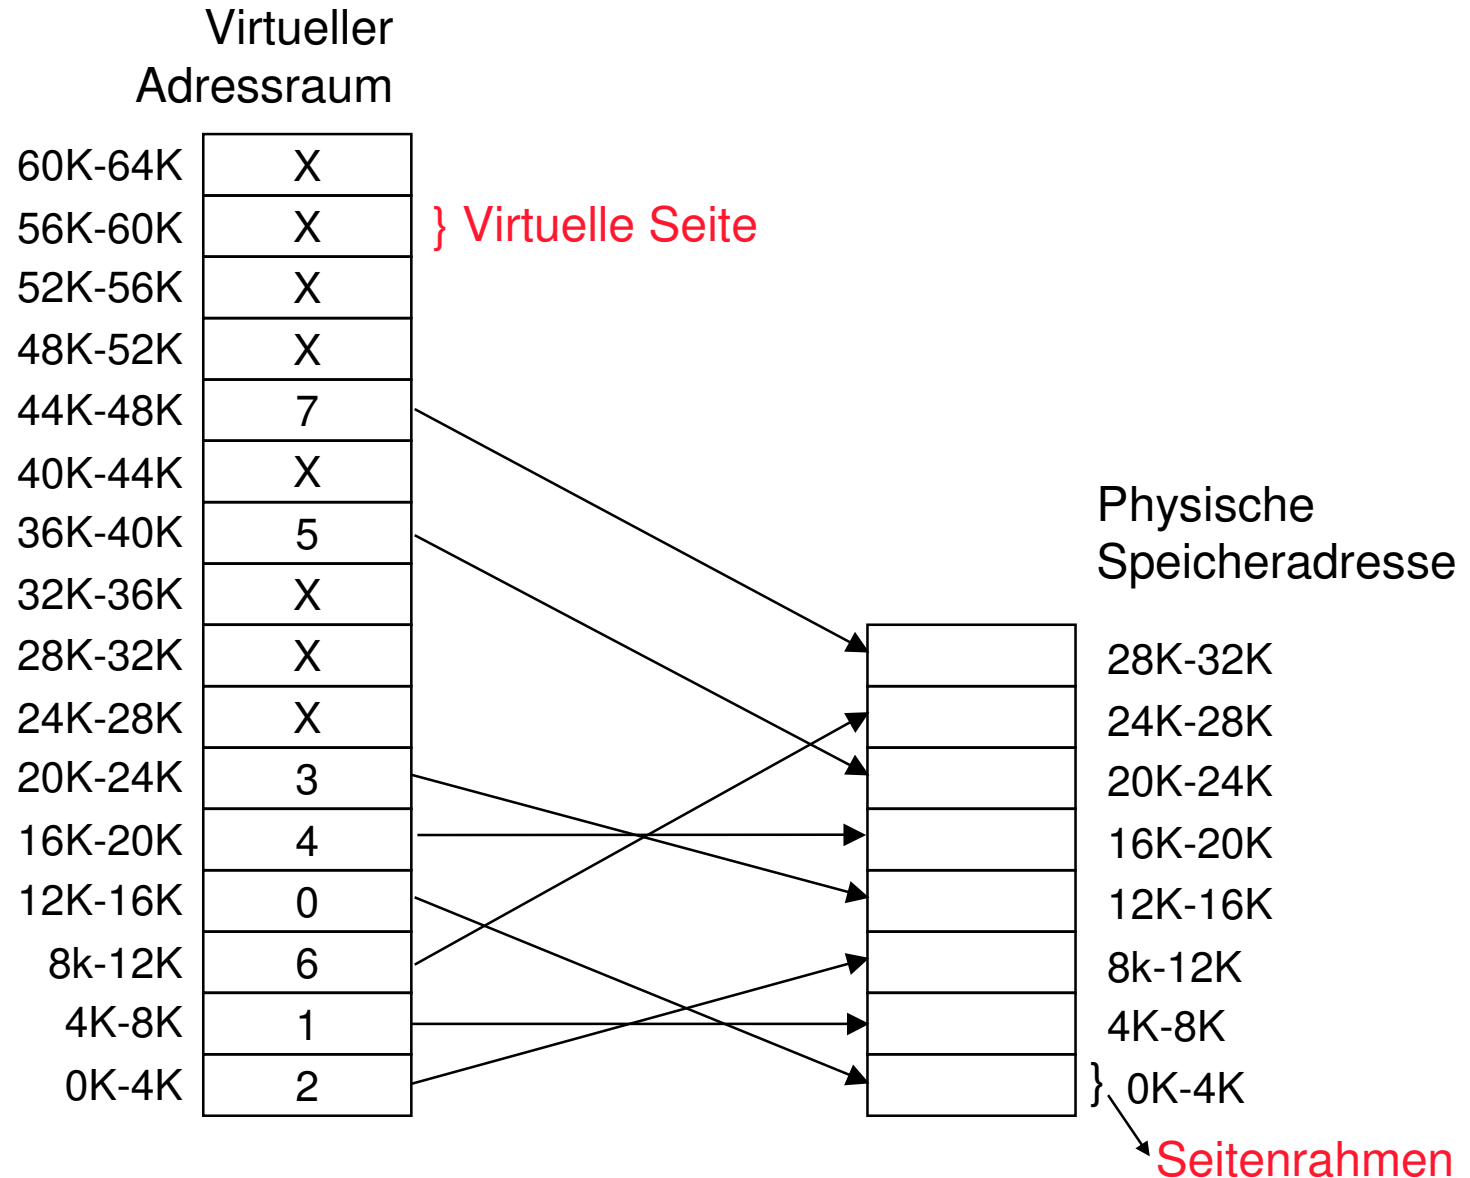 Virtueller
Adressraum
60K-64K X
56K-60K X } Virtuelle Seite
52K-56K X
48K-52K X
44K-48K 7
40K-44K X
36K-40K 5
32K-36K X
28K-32K X
24K-28K X
20K-24K 3
16K-20K 4
12K-16K 0
8k-12K 6
4K-8K 1
0K-4K 2
Physische
Speicheradresse
28K-32K
24K-28K
20K-24K
16K-20K
12K-16K
8k-12K
4K-8K
} 0K-4K
Seitenrahmen